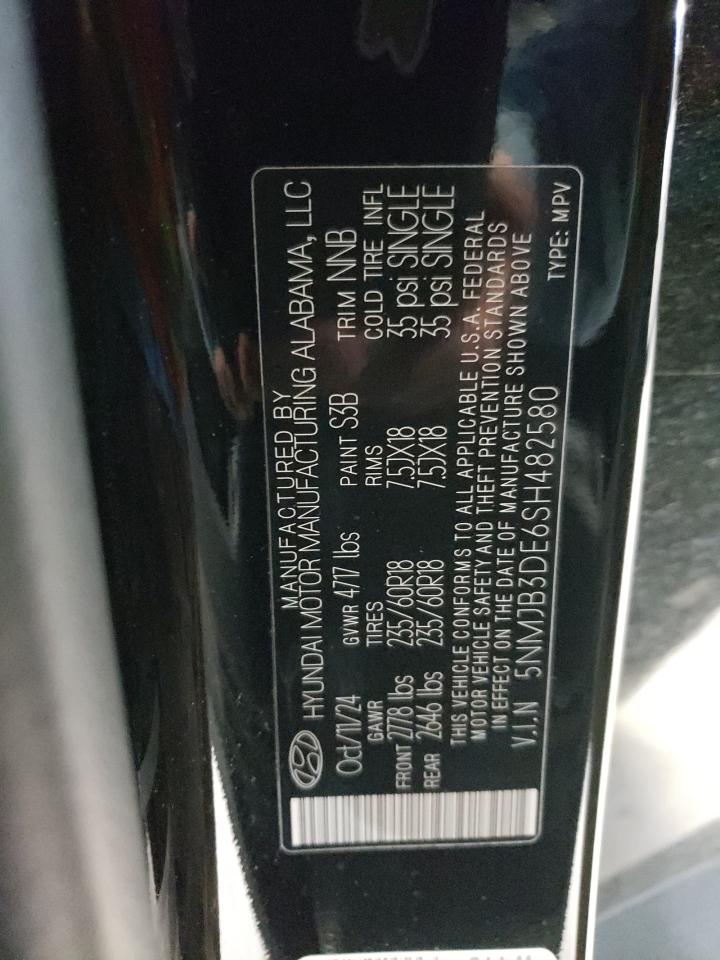 MANUFACTURED BY
HYUNDAI MOTOR MANUFACTURING ALABAMA, LLC
Oct/11/24 GVWR 4717 lbs PAINT S3B TRIM NNB
GAWR TIRES RIMS COLD TIRE INFL
FRONT 2778 lbs 235/60R18 7.5JX18 35 psi SINGLE
REAR 2646 lbs 235/60R18 7.5JX18 35 psi SINGLE
THIS VEHICLE CONFORMS TO ALL APPLICABLE U.S.A. FEDERAL
MOTOR VEHICLE SAFETY AND THEFT PREVENTION STANDARDS
IN EFFECT ON THE DATE OF MANUFACTURE SHOWN ABOVE
V.I.N 5NMJB3DE6SH482580
TYPE: MPV